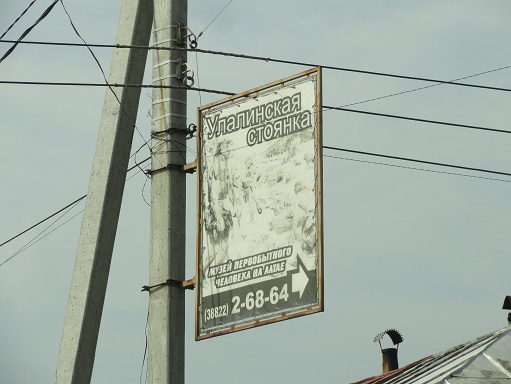 Улалинская
стоянка
МУЗЕЙ ПЕРВОБЫТНОГО
ЧЕЛОВЕКА НА АЛТАЕ
(38822) 2-68-64